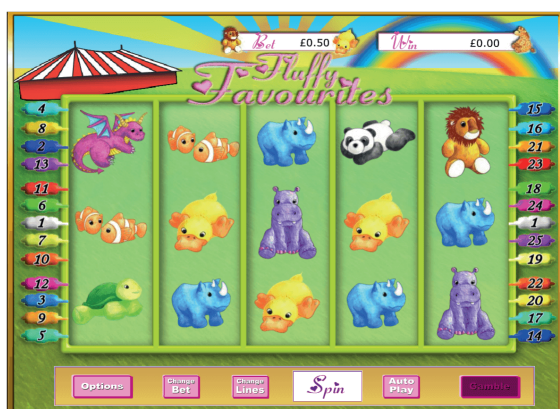 Bet £0.50
Win £0.00
Fluffy
Favourites
4 15
8 16
2 21
13 23
11 18
6 24
1 1
7 25
10 19
12 22
3 20
9 17
5 14
Options
Change
Bet
Change
Lines
Spin
Auto
Play
Gamble